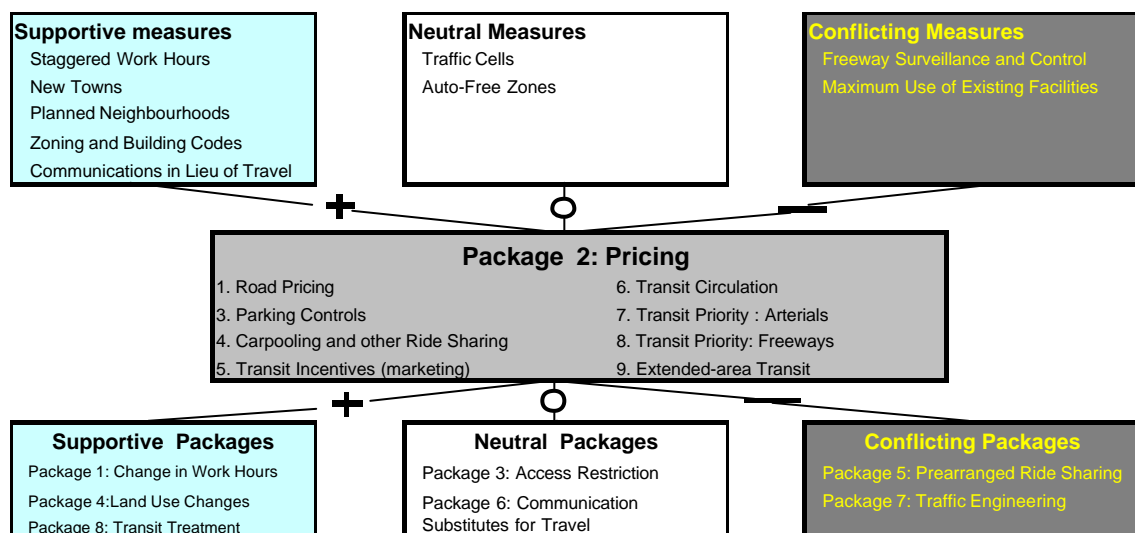 Supportive measures
Staggered Work Hours
New Towns
Planned Neighbourhoods
Zoning and Building Codes
Communications in Lieu of Travel
Neutral Measures
Traffic Cells
Auto-Free Zones
Conflicting Measures
Freeway Surveillance and Control
Maximum Use of Existing Facilities
+
O
—
Package 2: Pricing
1. Road Pricing
3. Parking Controls
4. Carpooling and other Ride Sharing
5. Transit Incentives (marketing)
6. Transit Circulation
7. Transit Priority : Arterials
8. Transit Priority: Freeways
9. Extended-area Transit
+
O
—
Supportive Packages
Package 1: Change in Work Hours
Package 4:Land Use Changes
Package 8: Transit Treatment
Neutral Packages
Package 3: Access Restriction
Package 6: Communication
Substitutes for Travel
Conflicting Packages
Package 5: Prearranged Ride Sharing
Package 7: Traffic Engineering